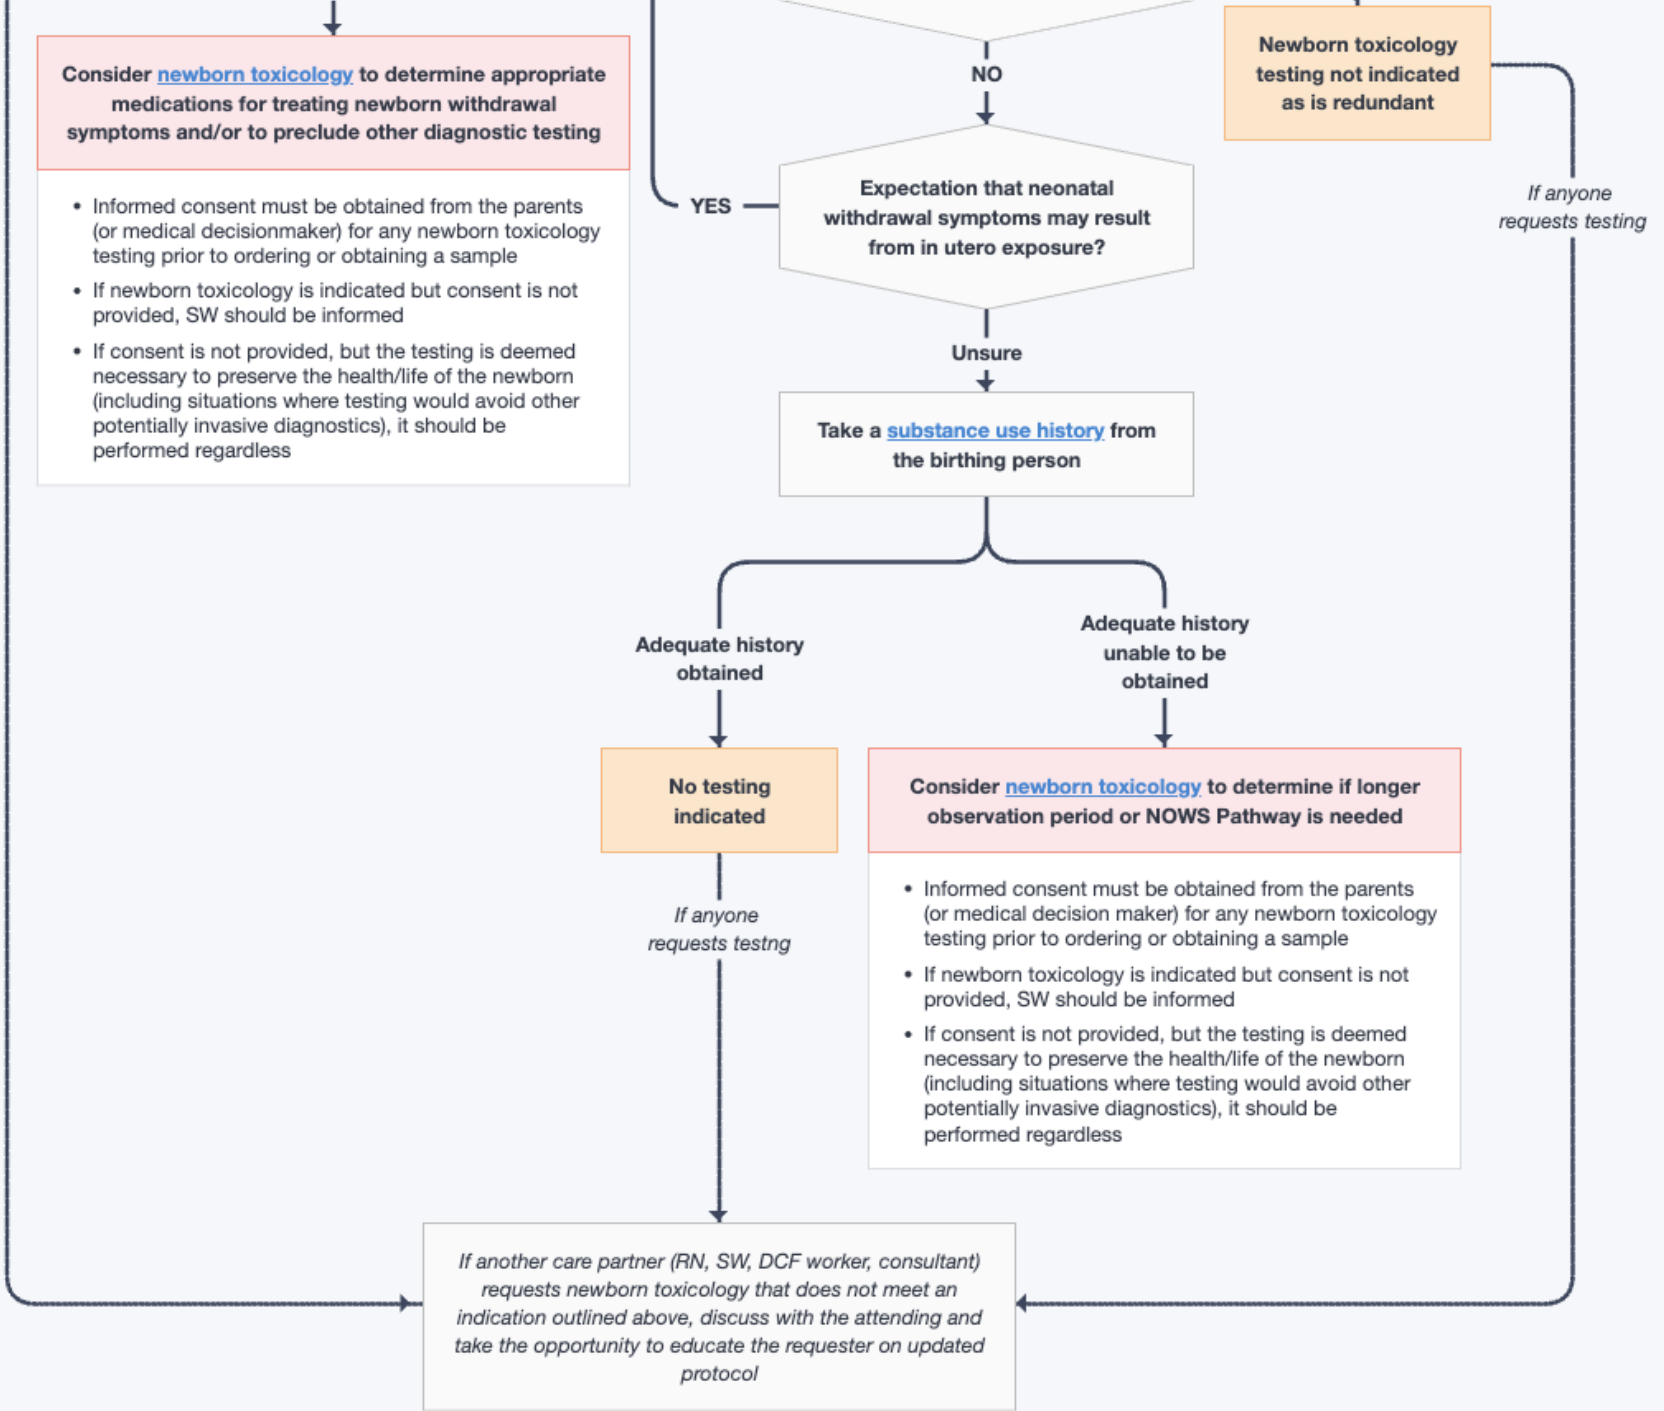 Consider newborn toxicology to determine appropriate
medications for treating newborn withdrawal
symptoms and/or to preclude other diagnostic testing
• Informed consent must be obtained from the parents
(or medical decisionmaker) for any newborn toxicology
testing prior to ordering or obtaining a sample
• If newborn toxicology is indicated but consent is not
provided, SW should be informed
• If consent is not provided, but the testing is deemed
necessary to preserve the health/life of the newborn
(including situations where testing would avoid other
potentially invasive diagnostics), it should be
performed regardless
NO
Newborn toxicology
testing not indicated
as is redundant
YES
Expectation that neonatal
withdrawal symptoms may result
from in utero exposure?
If anyone
requests testing
Unsure
Take a substance use history from
the birthing person
Adequate history
obtained
Adequate history
unable to be
obtained
No testing
indicated
If anyone
requests testng
Consider newborn toxicology to determine if longer
observation period or NOWS Pathway is needed
• Informed consent must be obtained from the parents
(or medical decision maker) for any newborn toxicology
testing prior to ordering or obtaining a sample
• If newborn toxicology is indicated but consent is not
provided, SW should be informed
• If consent is not provided, but the testing is deemed
necessary to preserve the health/life of the newborn
(including situations where testing would avoid other
potentially invasive diagnostics), it should be
performed regardless
If another care partner (RN, SW, DCF worker, consultant)
requests newborn toxicology that does not meet an
indication outlined above, discuss with the attending and
take the opportunity to educate the requester on updated
protocol